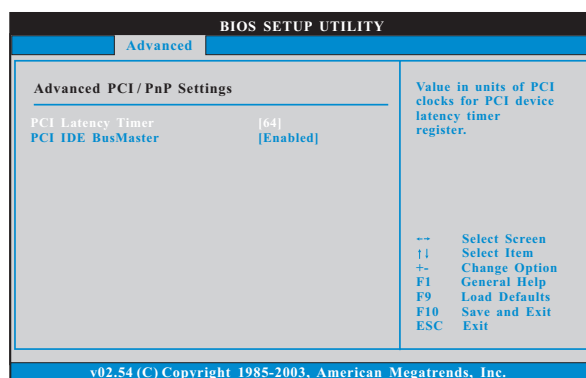 BIOS SETUP UTILITY
Advanced
Advanced PCI / PnP Settings
PCI Latency Timer [64]
PCI IDE BusMaster [Enabled]
Value in units of PCI
clocks for PCI device
latency timer
register.
←→ Select Screen
↑↓ Select Item
+- Change Option
F1 General Help
F9 Load Defaults
F10 Save and Exit
ESC Exit
v02.54 (C) Copyright 1985-2003, American Megatrends, Inc.